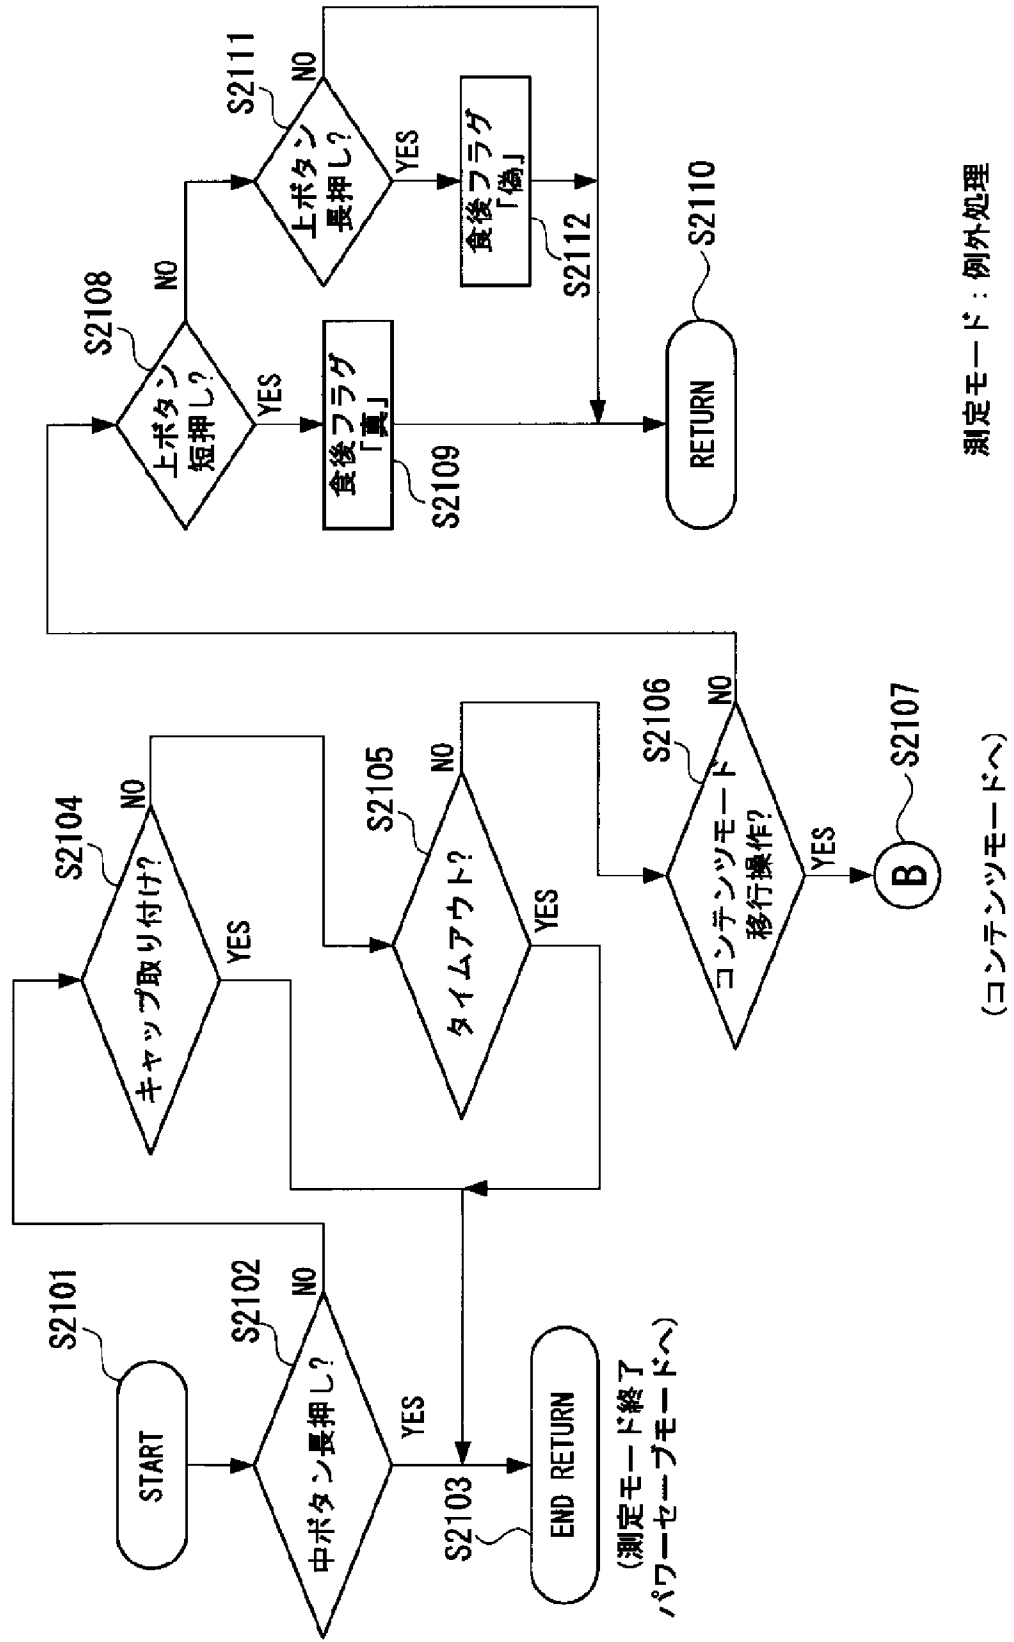 START
S2101
中ボタン長押し?
S2102
NO
YES
S2103
END RETURN
(測定モード終了
パワーセーブモードへ)
キャップ取り付け?
S2104
NO
YES
タイムアウト?
S2105
NO
YES
コンテンツモード
移行操作?
S2106
NO
YES
B
S2107
(コンテンツモードへ)
上ボタン
短押し?
S2108
NO
YES
食後フラグ
「真」
S2109
上ボタン
長押し?
S2111
NO
YES
食後フラグ
「偽」
S2112
RETURN
S2110
測定モード:例外処理